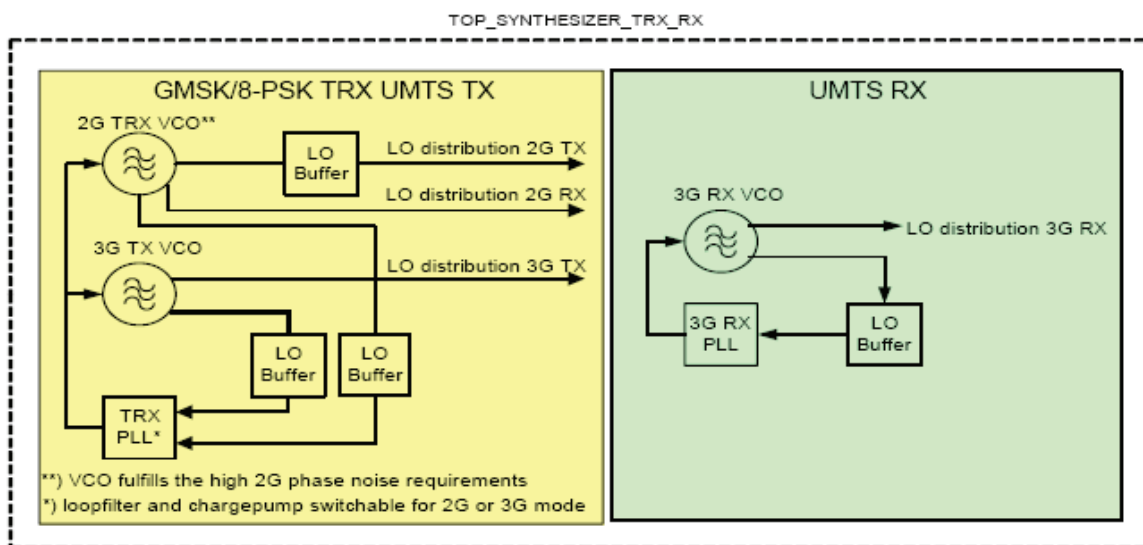 TOP_SYNTHESIZER_TRX_RX
GMSK/8-PSK TRX UMTS TX
2G TRX VCO**
LO
Buffer
LO distribution 2G TX
LO distribution 2G RX
3G TX VCO
LO distribution 3G TX
LO
Buffer
LO
Buffer
TRX
PLL*
**) VCO fulfills the high 2G phase noise requirements
*) loopfilter and chargepump switchable for 2G or 3G mode
UMTS RX
3G RX VCO
LO distribution 3G RX
3G RX
PLL
LO
Buffer